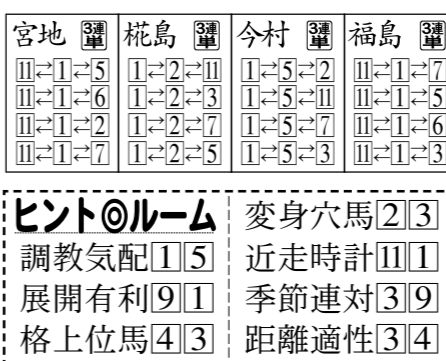 宮地 3連単
11⇄1⇄5
11⇄1⇄6
11⇄1⇄2
11⇄1⇄7
椛島 3連単
1⇄2⇄11
1⇄2⇄3
1⇄2⇄7
1⇄2⇄5
今村 3連単
1⇄5⇄2
1⇄5⇄11
1⇄5⇄7
1⇄5⇄3
福島 3連単
11⇄1⇄7
11⇄1⇄5
11⇄1⇄6
11⇄1⇄3
ヒント◎ルーム
調教気配15
展開有利91
格上位馬43
変身穴馬23
近走時計111
季節連対39
距離適性34